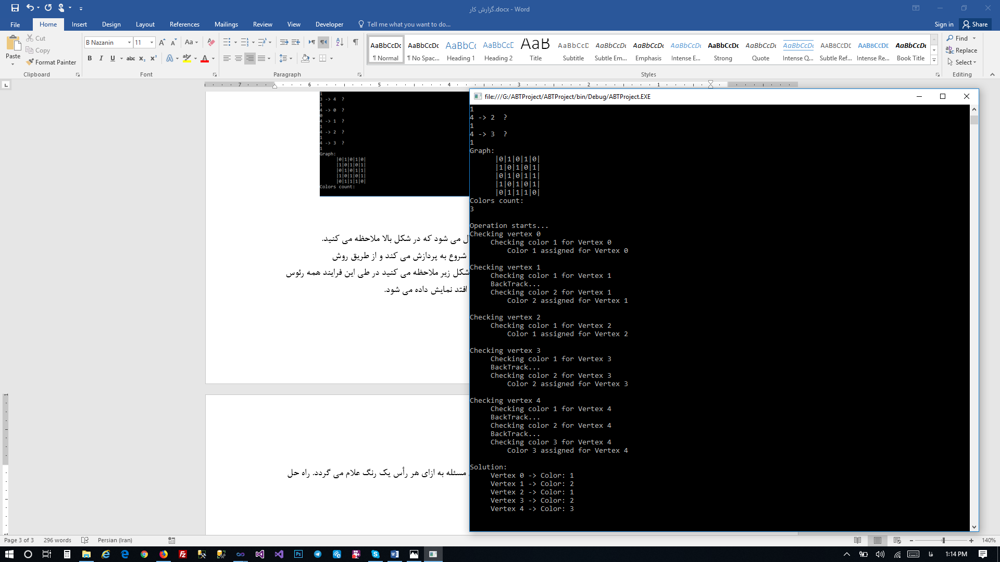 گزارش کار.docx - Word
File
Home
Insert
Design
Layout
References
Mailings
Review
View
Developer
Tell me what you want to do...
Sign in
Share
Paste
Cut
Copy
Format Painter
Clipboard
B Nazanin
11
Font
Paragraph
AaBbCcDc
¶ Normal
AaBbCcDc
¶ No Spac...
AaBbCc
Heading 1
AaBbCcE
Heading 2
AaB
Title
AaBbCcD
Subtitle
AaBbCcDc
Subtle Em...
AaBbCcDc
Emphasis
AaBbCcDc
Intense E...
AaBbCcDc
Strong
AaBbCcDc
Quote
AaBbCcDc
Intense Q...
AABBCCDE
Subtle Ref...
AABBCCDE
Intense Re...
AaBbCcDc
Book Title
Styles
Find
Replace
Select
Editing
7 6 5 4 3 2 1
1
3 -> 4 ?
1
4 -> 0 ?
0
4 -> 1 ?
1
4 -> 2 ?
1
4 -> 3 ?
1
Graph:
|0|1|0|1|0|
|1|0|1|0|1|
|0|1|0|1|1|
|1|0|1|0|1|
|0|1|1|1|0|
Colors count:
می شود که در شکل بالا ملاحظه می کنید.
شروع به پردازش می کند و از طریق روش
شکل زیر ملاحظه می کنید در طی این فرایند همه رئوس
افتد نمایش داده می شود.
مسئله به ازای هر رأس یک رنگ علام می گردد. راه حل
file:///G:/ABTProject/ABTProject/bin/Debug/ABTProject.EXE
1
4 -> 2 ?
1
4 -> 3 ?
1
Graph:
|0|1|0|1|0|
|1|0|1|0|1|
|0|1|0|1|1|
|1|0|1|0|1|
|0|1|1|1|0|
Colors count:
3
Operation starts...
Checking vertex 0
Checking color 1 for Vertex 0
Color 1 assigned for Vertex 0
Checking vertex 1
Checking color 1 for Vertex 1
BackTrack...
Checking color 2 for Vertex 1
Color 2 assigned for Vertex 1
Checking vertex 2
Checking color 1 for Vertex 2
Color 1 assigned for Vertex 2
Checking vertex 3
Checking color 1 for Vertex 3
BackTrack...
Checking color 2 for Vertex 3
Color 2 assigned for Vertex 3
Checking vertex 4
Checking color 1 for Vertex 4
BackTrack...
Checking color 2 for Vertex 4
BackTrack...
Checking color 3 for Vertex 4
Color 3 assigned for Vertex 4
Solution:
Vertex 0 -> Color: 1
Vertex 1 -> Color: 2
Vertex 2 -> Color: 1
Vertex 3 -> Color: 2
Vertex 4 -> Color: 3
Page 3 of 3
296 words
Persian (Iran)
140%
فا
1:14 PM